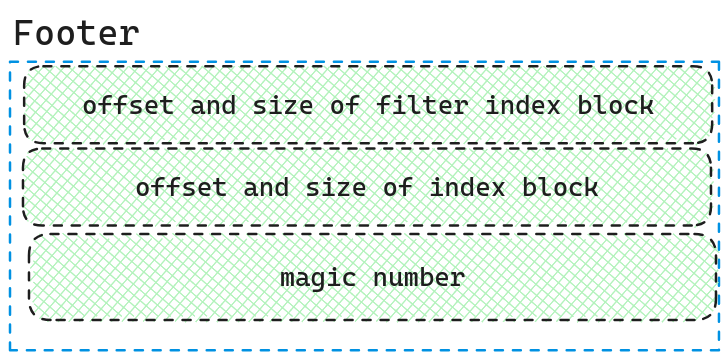 Footer
offset and size of filter index block
offset and size of index block
magic number